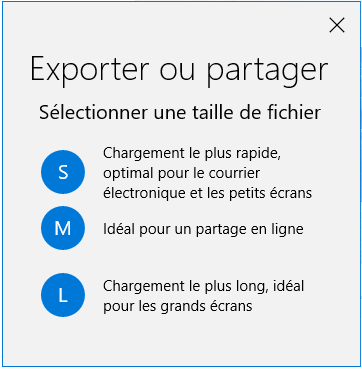 Exporter ou partager
Sélectionner une taille de fichier
S
Chargement le plus rapide,
optimal pour le courrier
électronique et les petits écrans
M
Idéal pour un partage en ligne
L
Chargement le plus long, idéal
pour les grands écrans